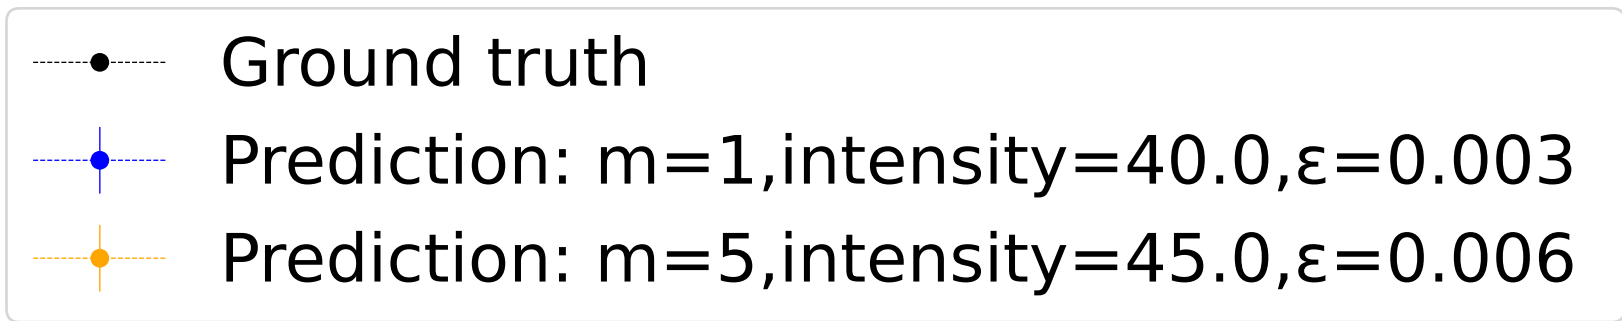 Ground truth
Prediction: m=1,intensity=40.0,ε=0.003
Prediction: m=5,intensity=45.0,ε=0.006